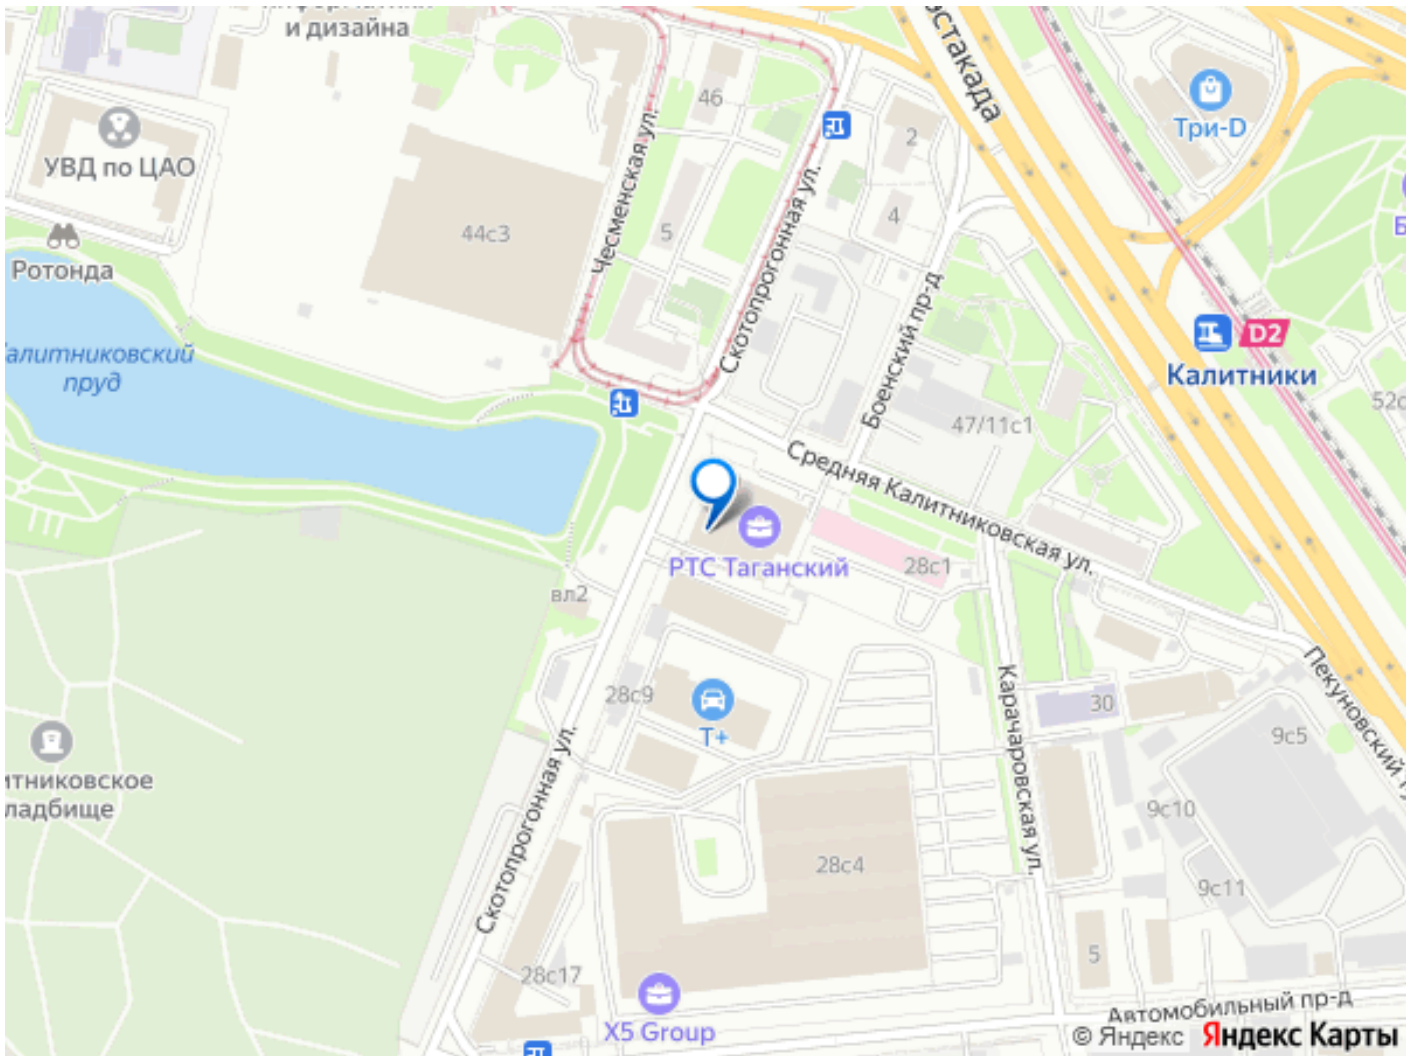 и дизайна
остакада
46
2
Три-D
УВД по ЦАО
Чесменская ул.
Скотопрогонная ул.
4
5
44с3
Ротонда
Боенский пр-д
D2
Калитники
алитниковский
пруд
52с
47/11с1
Средняя Калитниковская ул.
РТС Таганский
28с1
вл2
Пекуновский
28с9
Карачаровская ул.
30
Т+
9с5
Скотопрогонная ул.
итниковское
ладбище
9с10
28с4
9с11
28с17
5
X5 Group
Автомобильный пр-д
© Яндекс Яндекс Карты